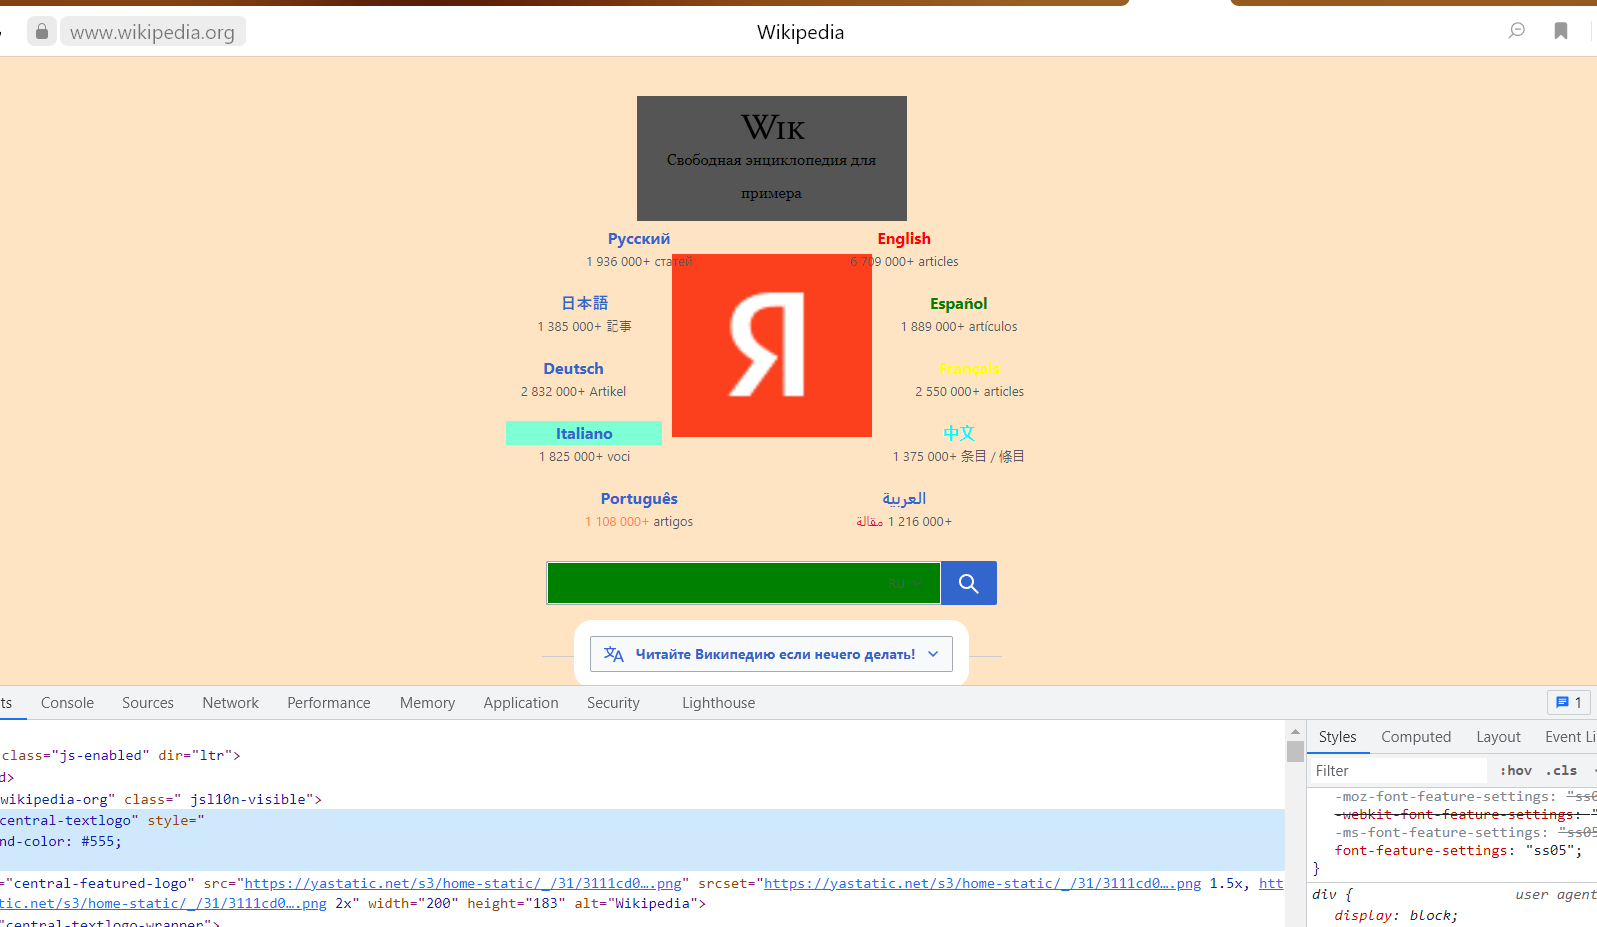 www.wikipedia.org
Wikipedia
Wik
Свободная энциклопедия для
примера
Русский
1 936 000+ статей
English
6 709 000+ articles
Я
日本語
1 385 000+ 記事
Español
1 889 000+ artículos
Deutsch
2 832 000+ Artikel
Français
2 550 000+ articles
Italiano
1 825 000+ voci
中文
1 375 000+ 条目 / 條目
Português
1 108 000+ artigos
العربية
1 216 000+ مقالة
RU
Читайте Википедию если нечего делать!
ts Console Sources Network Performance Memory Application Security Lighthouse 1
class="js-enabled" dir="ltr">
d>
wikipedia-org" class=" jsl10n-visible">
central-textlogo" style="
nd-color: #555;
="central-featured-logo" src="https://yastatic.net/s3/home-static/_/31/3111cd0….png" srcset="https://yastatic.net/s3/home-static/_/31/3111cd0….png 1.5x, htt
tic.net/s3/home-static/_/31/3111cd0….png 2x" width="200" height="183" alt="Wikipedia">
"central-textlogo-wrapper">
Styles Computed Layout Event Li
Filter :hov .cls
-moz-font-feature-settings: "ss0
-webkit-font-feature-settings: "
-ms-font-feature-settings: "ss05
font-feature-settings: "ss05";
}
div { user agent
display: block;